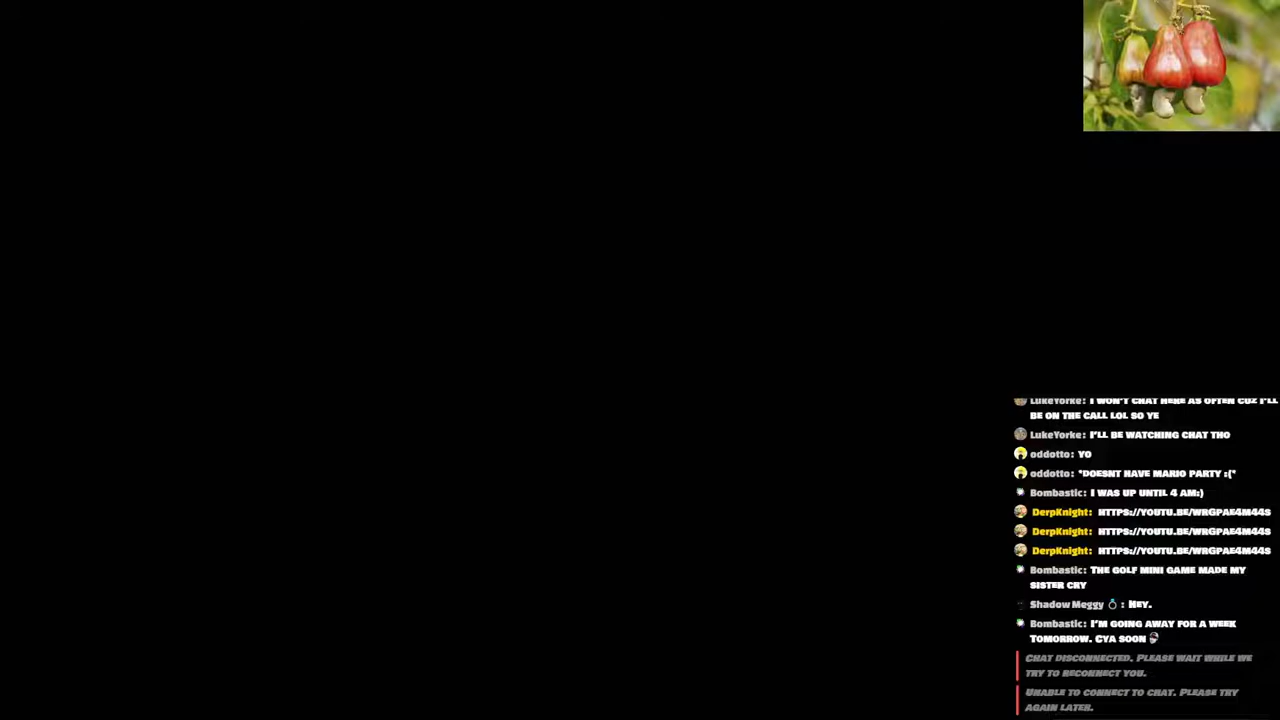 LukeYorke: I WON'T CHAT HERE AS OFTEN CUZ I'LL
BE ON THE CALL LOL SO YE
LukeYorke: I'LL BE WATCHING CHAT THO
oddotto: YO
oddotto: *DOESNT HAVE MARIO PARTY :(*
Bombastic: I WAS UP UNTIL 4 AM:)
DerpKnight: HTTPS://YOUTU.BE/WRGPAE4M44S
DerpKnight: HTTPS://YOUTU.BE/WRGPAE4M44S
DerpKnight: HTTPS://YOUTU.BE/WRGPAE4M44S
Bombastic: THE GOLF MINI GAME MADE MY
SISTER CRY
Shadow Meggy 💍 : HEY.
Bombastic: I'M GOING AWAY FOR A WEEK
TOMORROW. CYA SOON
CHAT DISCONNECTED. PLEASE WAIT WHILE WE
TRY TO RECONNECT YOU.
UNABLE TO CONNECT TO CHAT. PLEASE TRY
AGAIN LATER.